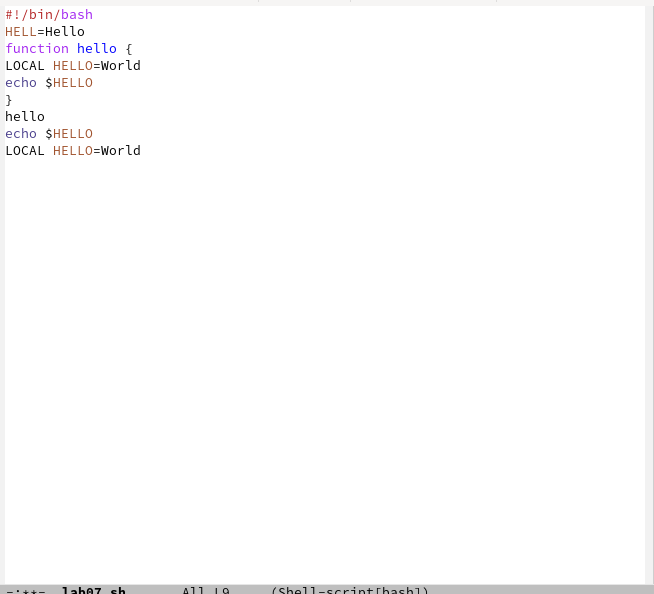 #!/bin/bash
HELL=Hello
function hello {
LOCAL HELLO=World
echo $HELLO
}
hello
echo $HELLO
LOCAL HELLO=World
-:**- lab07.sh All L9 (Shell-script[bash])